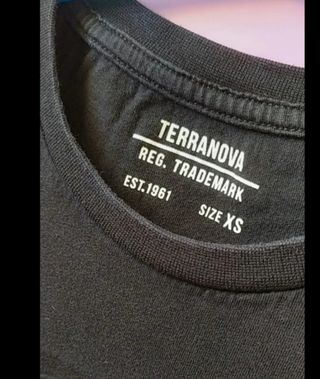 TERRANOVA
REG. TRADEMARK
EST.1961 SIZE XS